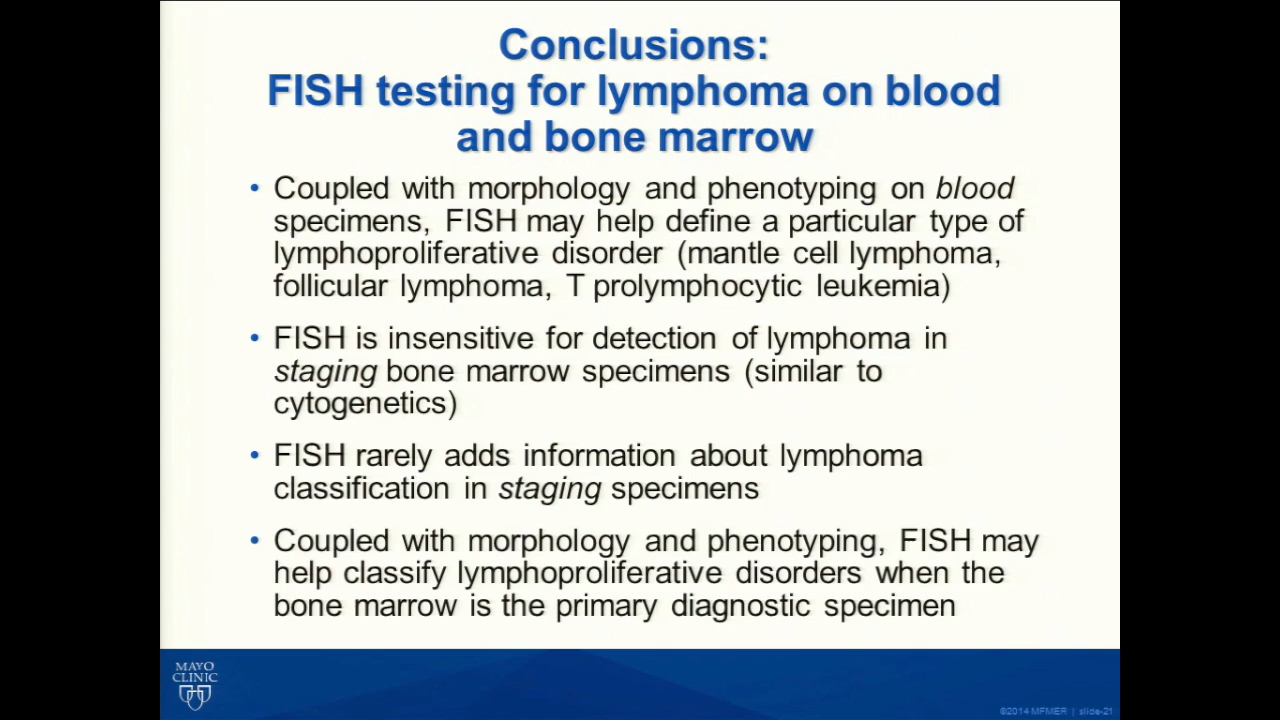 Conclusions:
FISH testing for lymphoma on blood
and bone marrow
• Coupled with morphology and phenotyping on blood
specimens, FISH may help define a particular type of
lymphoproliferative disorder (mantle cell lymphoma,
follicular lymphoma, T prolymphocytic leukemia)
• FISH is insensitive for detection of lymphoma in
staging bone marrow specimens (similar to
cytogenetics)
• FISH rarely adds information about lymphoma
classification in staging specimens
• Coupled with morphology and phenotyping, FISH may
help classify lymphoproliferative disorders when the
bone marrow is the primary diagnostic specimen
MAYO
CLINIC
©2014 MFMER | slide-21